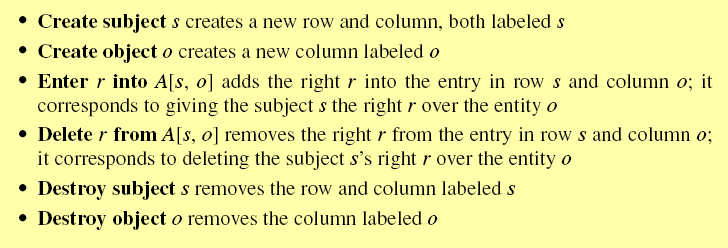 • Create subject s creates a new row and column, both labeled s
• Create object o creates a new column labeled o
• Enter r into A[s, o] adds the right r into the entry in row s and column o; it
corresponds to giving the subject s the right r over the entity o
• Delete r from A[s, o] removes the right r from the entry in row s and column o;
it corresponds to deleting the subject s's right r over the entity o
• Destroy subject s removes the row and column labeled s
• Destroy object o removes the column labeled o